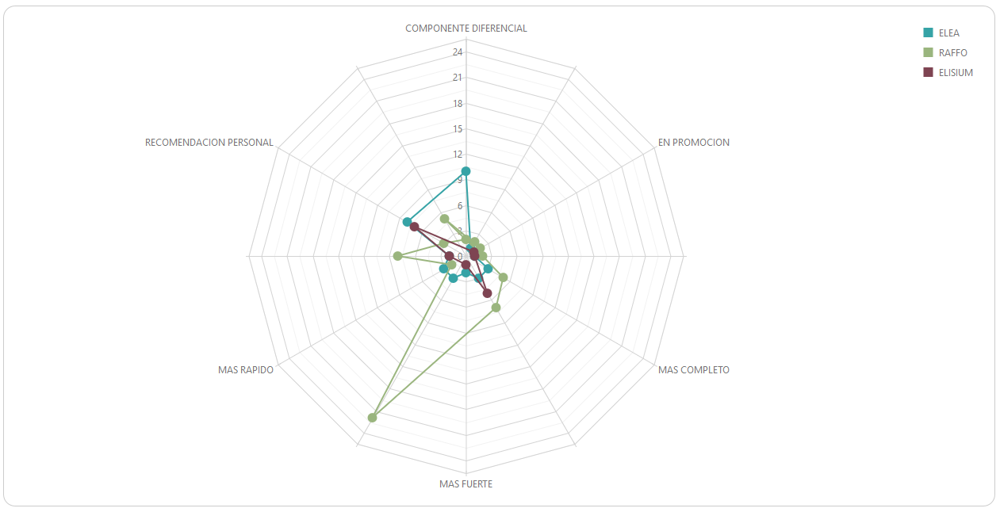 COMPONENTE DIFERENCIAL
ELEA
RAFFO
ELISIUM
24
21
18
15
12
9
6
3
0
RECOMENDACION PERSONAL
EN PROMOCION
MAS RAPIDO
MAS COMPLETO
MAS FUERTE